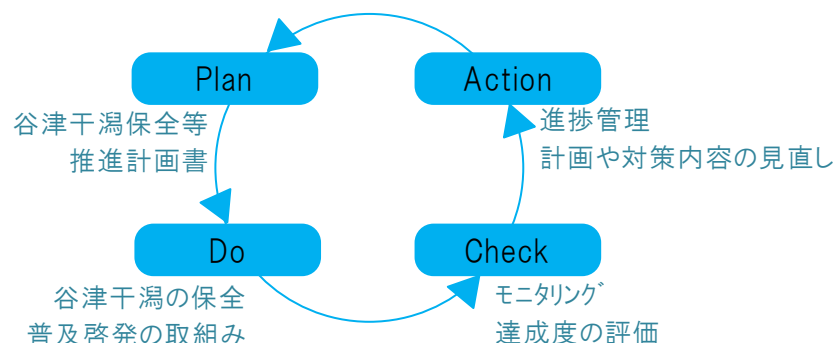 Plan
谷津干潟保全等
推進計画書
Action
進捗管理
計画や対策内容の見直し
Do
谷津干潟の保全
普及啓発の取組み
Check
ﾓﾆﾀﾘﾝｸﾞ
達成度の評価